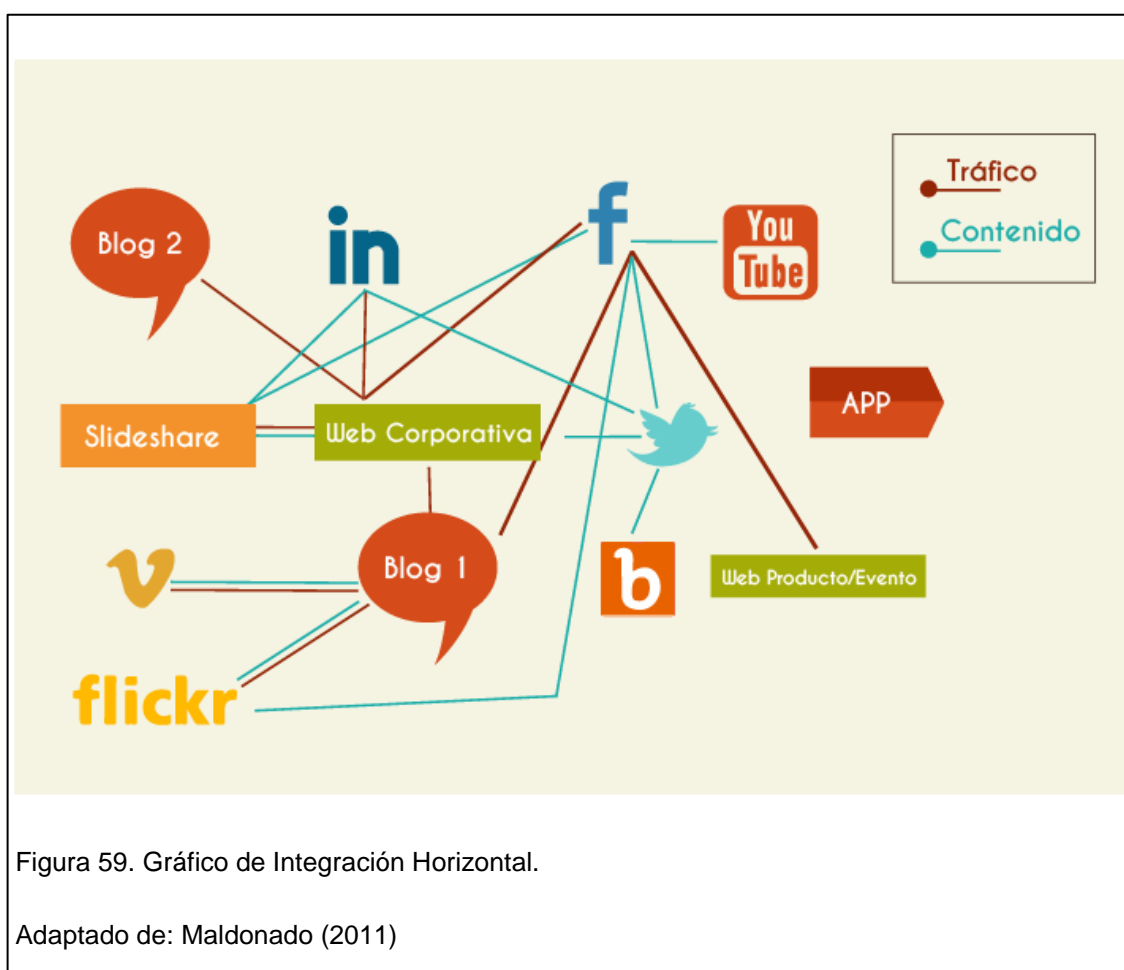 Tráfico
Contenido
Blog 2
in
f
You
Tube
APP
Slideshare
Web Corporativa
Blog 1
v
b
Web Producto/Evento
flickr
Figura 59. Gráfico de Integración Horizontal.
Adaptado de: Maldonado (2011)